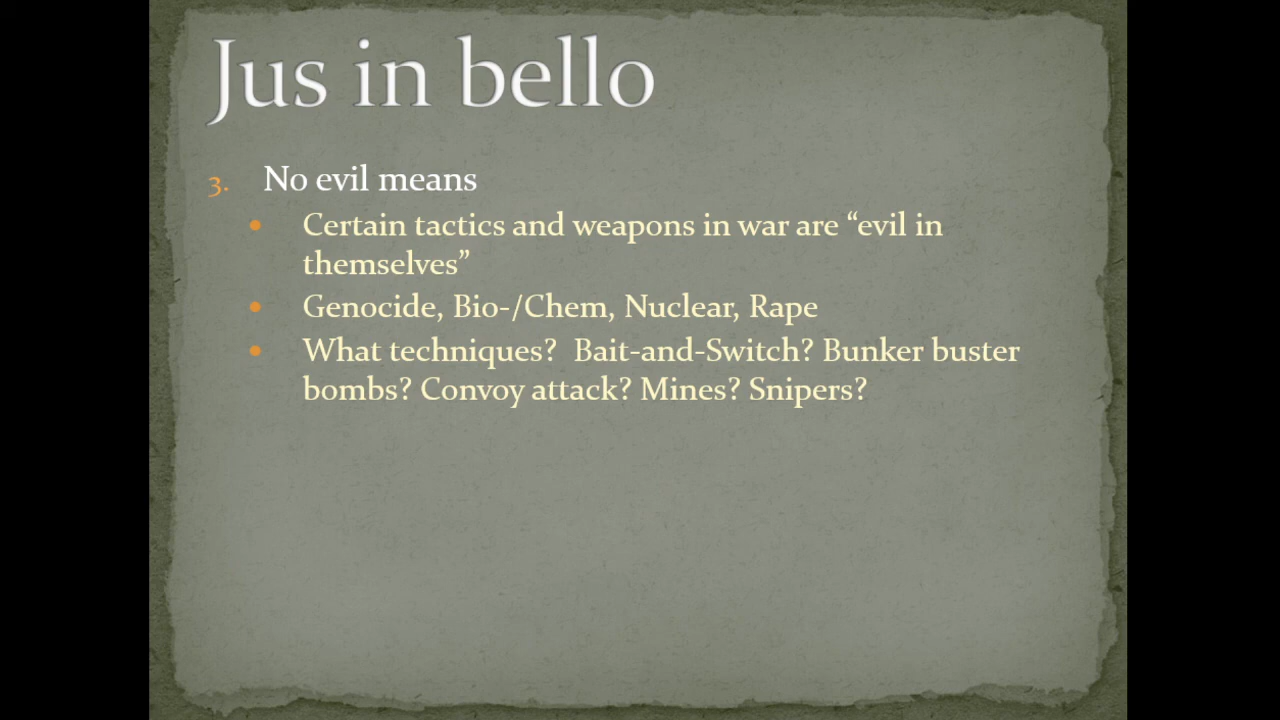 Jus in bello
3. No evil means
• Certain tactics and weapons in war are “evil in
themselves”
• Genocide, Bio-/Chem, Nuclear, Rape
• What techniques?  Bait-and-Switch? Bunker buster
bombs? Convoy attack? Mines? Snipers?